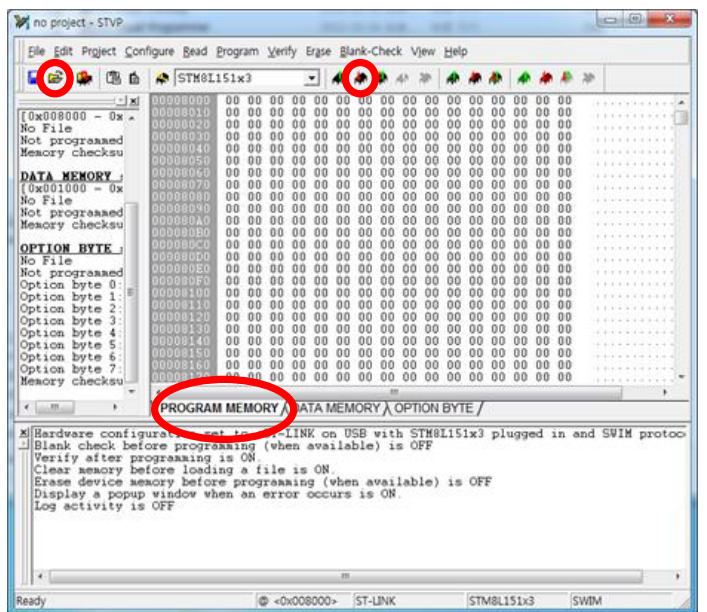 no project - STVP
File Edit Project Configure Read Program Verify Erase Blank-Check View Help
STM8L151x3
[0x008000 - 0x
No File
Not programmed
Memory checksu
DATA MEMORY :
[0x001000 - 0x
No File
Not programmed
Memory checksu
OPTION BYTE :
No File
Not programmed
Option byte 0:
Option byte 1:
Option byte 2:
Option byte 3:
Option byte 4:
Option byte 5:
Option byte 6:
Option byte 7:
Memory checksu
00008000 00 00 00 00 00 00 00 00 00 00 00 00 00 00 00 00 ................
00008010 00 00 00 00 00 00 00 00 00 00 00 00 00 00 00 00 ................
00008020 00 00 00 00 00 00 00 00 00 00 00 00 00 00 00 00 ................
00008030 00 00 00 00 00 00 00 00 00 00 00 00 00 00 00 00 ................
00008040 00 00 00 00 00 00 00 00 00 00 00 00 00 00 00 00 ................
00008050 00 00 00 00 00 00 00 00 00 00 00 00 00 00 00 00 ................
00008060 00 00 00 00 00 00 00 00 00 00 00 00 00 00 00 00 ................
00008070 00 00 00 00 00 00 00 00 00 00 00 00 00 00 00 00 ................
00008080 00 00 00 00 00 00 00 00 00 00 00 00 00 00 00 00 ................
00008090 00 00 00 00 00 00 00 00 00 00 00 00 00 00 00 00 ................
000080A0 00 00 00 00 00 00 00 00 00 00 00 00 00 00 00 00 ................
000080B0 00 00 00 00 00 00 00 00 00 00 00 00 00 00 00 00 ................
000080C0 00 00 00 00 00 00 00 00 00 00 00 00 00 00 00 00 ................
000080D0 00 00 00 00 00 00 00 00 00 00 00 00 00 00 00 00 ................
000080E0 00 00 00 00 00 00 00 00 00 00 00 00 00 00 00 00 ................
000080F0 00 00 00 00 00 00 00 00 00 00 00 00 00 00 00 00 ................
00008100 00 00 00 00 00 00 00 00 00 00 00 00 00 00 00 00 ................
00008110 00 00 00 00 00 00 00 00 00 00 00 00 00 00 00 00 ................
00008120 00 00 00 00 00 00 00 00 00 00 00 00 00 00 00 00 ................
00008130 00 00 00 00 00 00 00 00 00 00 00 00 00 00 00 00 ................
00008140 00 00 00 00 00 00 00 00 00 00 00 00 00 00 00 00 ................
00008150 00 00 00 00 00 00 00 00 00 00 00 00 00 00 00 00 ................
00008160 00 00 00 00 00 00 00 00 00 00 00 00 00 00 00 00 ................
PROGRAM MEMORY DATA MEMORY OPTION BYTE
Hardware configuration set to ST-LINK on USB with STM8L151x3 plugged in and SWIM protoc
Blank check before programming (when available) is OFF
Verify after programming is ON.
Clear memory before loading a file is ON.
Erase device memory before programming (when available) is OFF
Display a popup window when an error occurs is ON.
Log activity is OFF
Ready @ <0x008000> ST-LINK STM8L151x3 SWIM